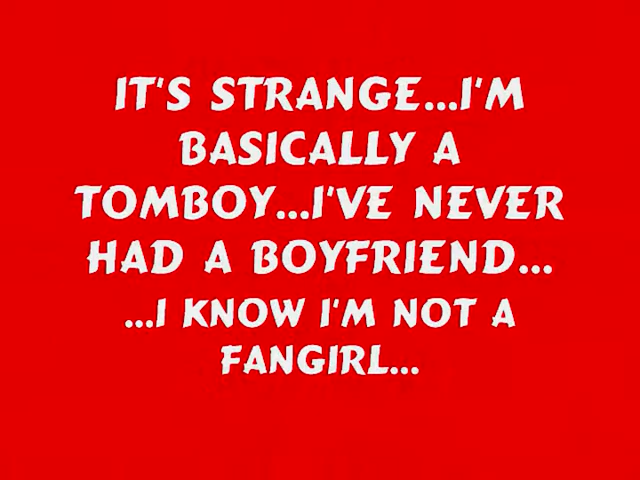 IT'S STRANGE...I'M
BASICALLY A
TOMBOY...I'VE NEVER
HAD A BOYFRIEND...
...I KNOW I'M NOT A
FANGIRL...